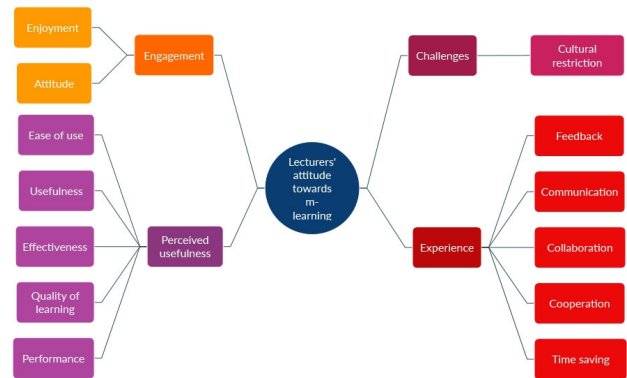 Enjoyment
Attitude
Engagement
Ease of use
Usefulness
Effectiveness
Quality of
learning
Performance
Perceived
usefulness
Lecturers'
attitude
towards
m-
learning
Challenges
Cultural
restriction
Experience
Feedback
Communication
Collaboration
Cooperation
Time saving